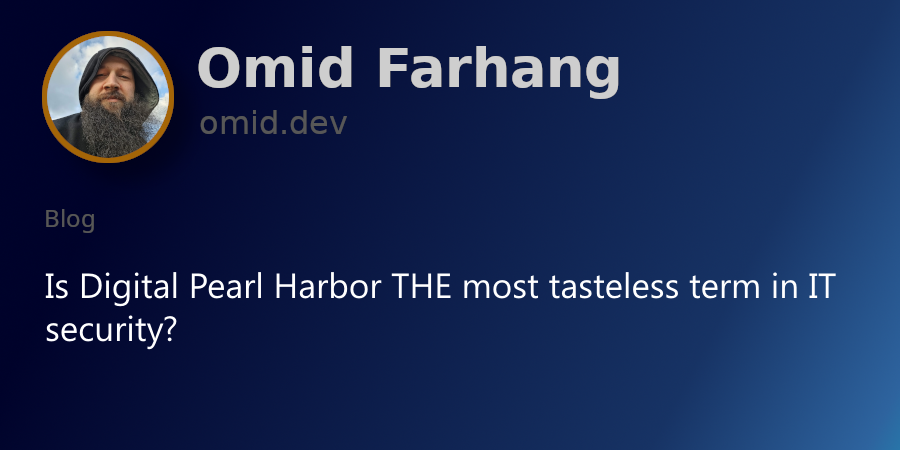 Omid Farhang
omid.dev
Blog
Is Digital Pearl Harbor THE most tasteless term in IT
security?